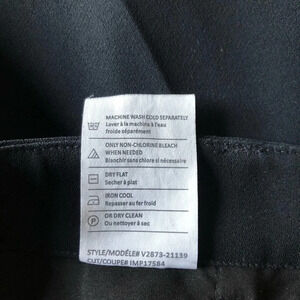 MACHINE WASH COLD SEPARATELY
Laver à la machine à l'eau
froide séparément
ONLY NON-CHLORINE BLEACH
WHEN NEEDED
Blanchir sans chlore si nécessaire
DRY FLAT
Secher à plat
IRON COOL
Repasser au fer froid
OR DRY CLEAN
Ou nettoyer à sec
STYLE/MODÈLE# V2873-21139
CUT/COUPE# IMP17584